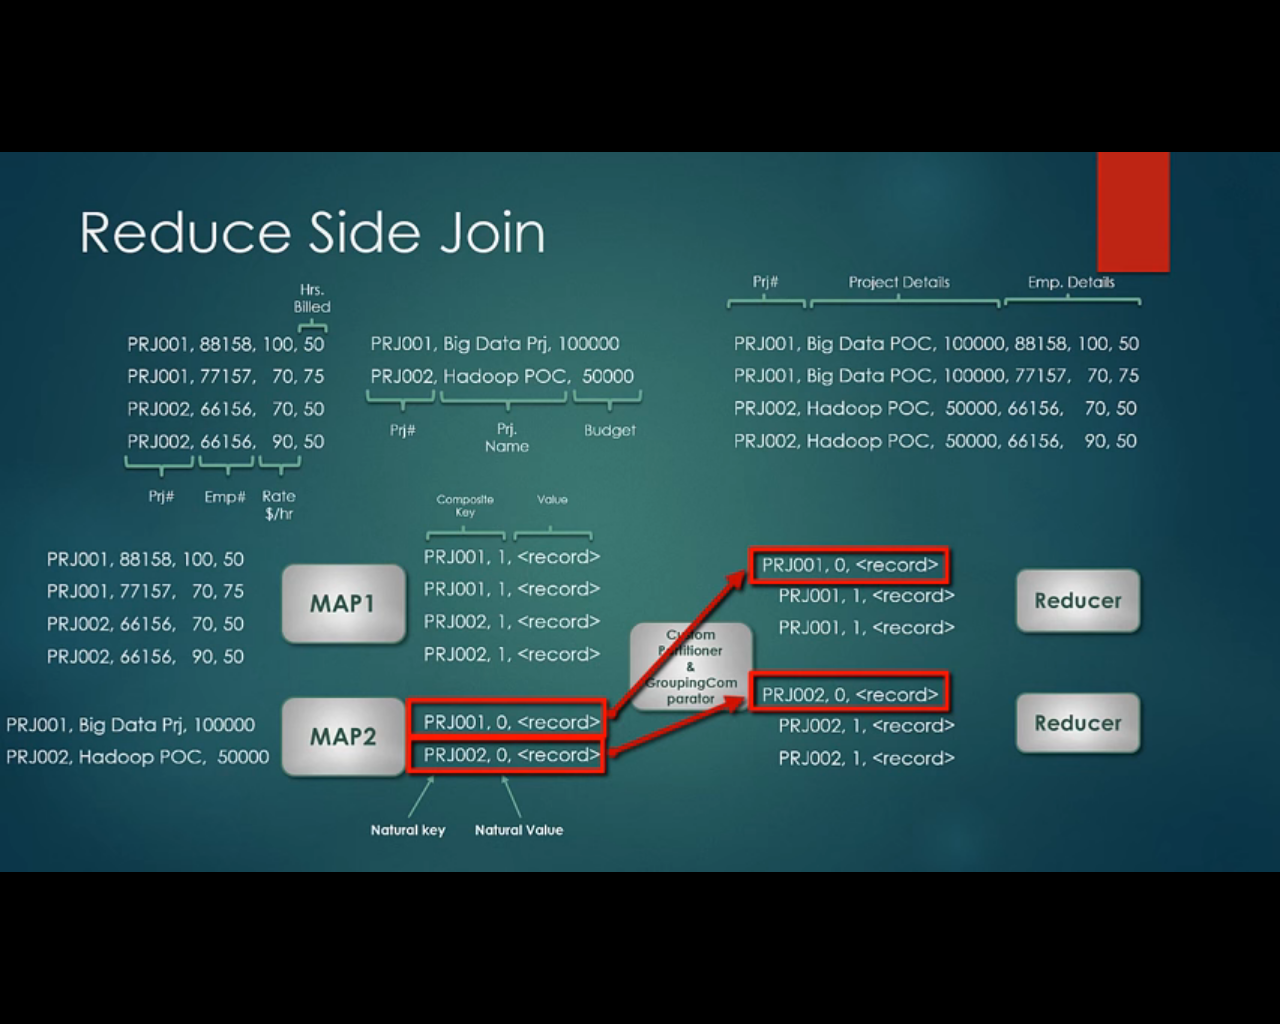 Reduce Side Join
Hrs.
Billed
PRJ001, 88158, 100, 50
PRJ001, 77157, 70, 75
PRJ002, 66156, 70, 50
PRJ002, 66156, 90, 50
Prj#
Emp#
Rate
$/hr
PRJ001, Big Data Prj, 100000
PRJ002, Hadoop POC, 50000
Prj#
Prj.
Name
Budget
Prj#
Project Details
Emp. Details
PRJ001, Big Data POC, 100000, 88158, 100, 50
PRJ001, Big Data POC, 100000, 77157, 70, 75
PRJ002, Hadoop POC, 50000, 66156, 70, 50
PRJ002, Hadoop POC, 50000, 66156, 90, 50
PRJ001, 88158, 100, 50
PRJ001, 77157, 70, 75
PRJ002, 66156, 70, 50
PRJ002, 66156, 90, 50
MAP1
Composite
Key
Value
PRJ001, 1, <record>
PRJ001, 1, <record>
PRJ002, 1, <record>
PRJ002, 1, <record>
PRJ001, Big Data Prj, 100000
PRJ002, Hadoop POC, 50000
MAP2
PRJ001, 0, <record>
PRJ002, 0, <record>
Natural key
Natural Value
Custom
Partitioner
&
GroupingCom
parator
PRJ001, 0, <record>
PRJ001, 1, <record>
PRJ001, 1, <record>
Reducer
PRJ002, 0, <record>
PRJ002, 1, <record>
PRJ002, 1, <record>
Reducer